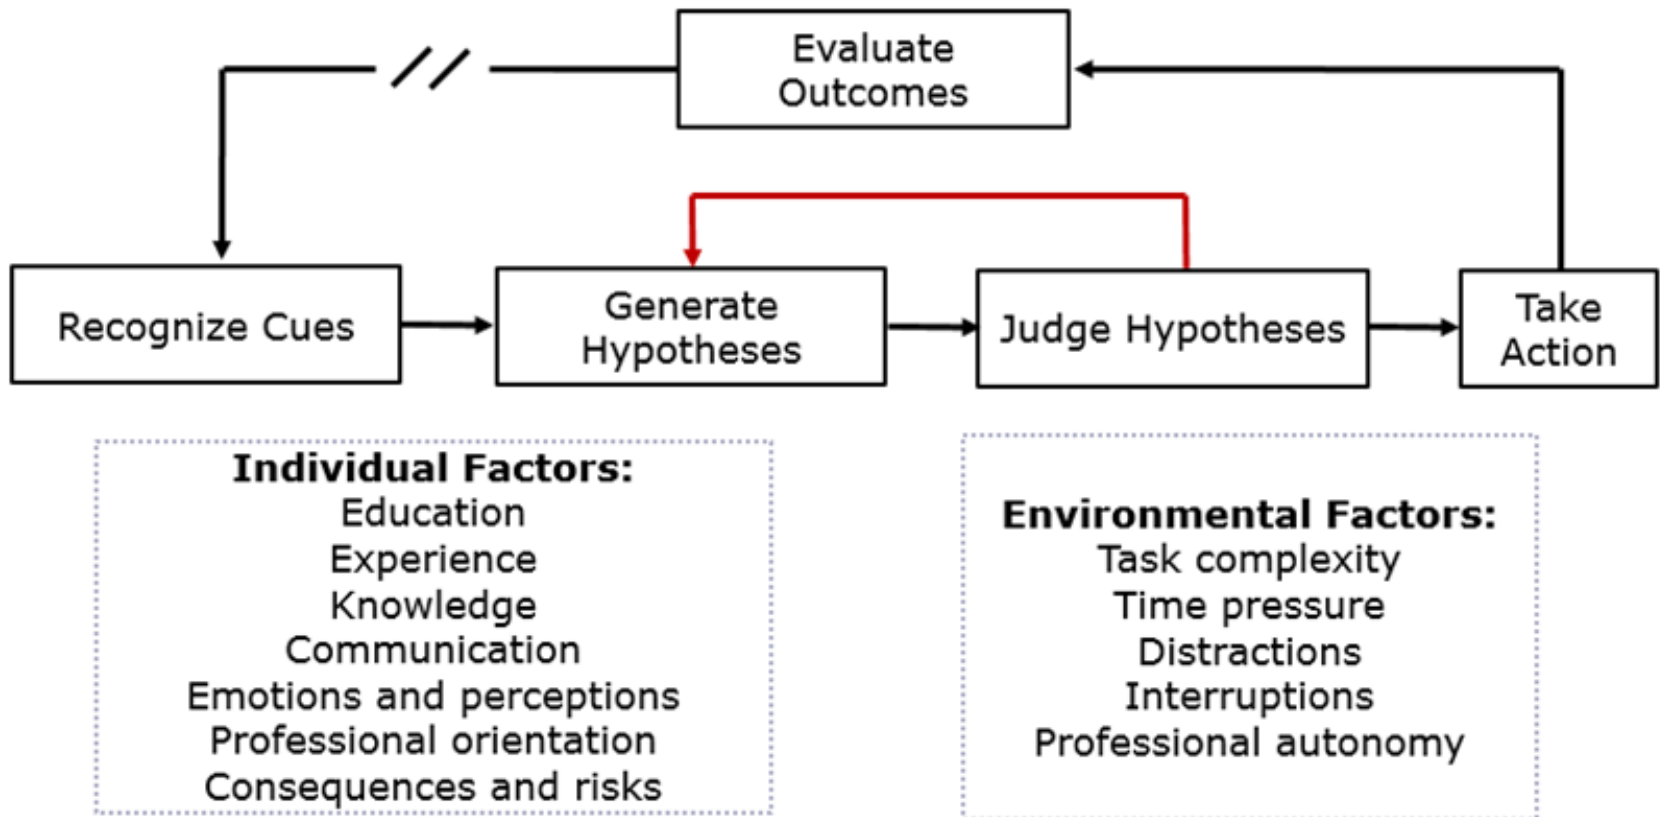 Evaluate
Outcomes
Recognize Cues
Generate
Hypotheses
Judge Hypotheses
Take
Action
Individual Factors:
Education
Experience
Knowledge
Communication
Emotions and perceptions
Professional orientation
Consequences and risks
Environmental Factors:
Task complexity
Time pressure
Distractions
Interruptions
Professional autonomy